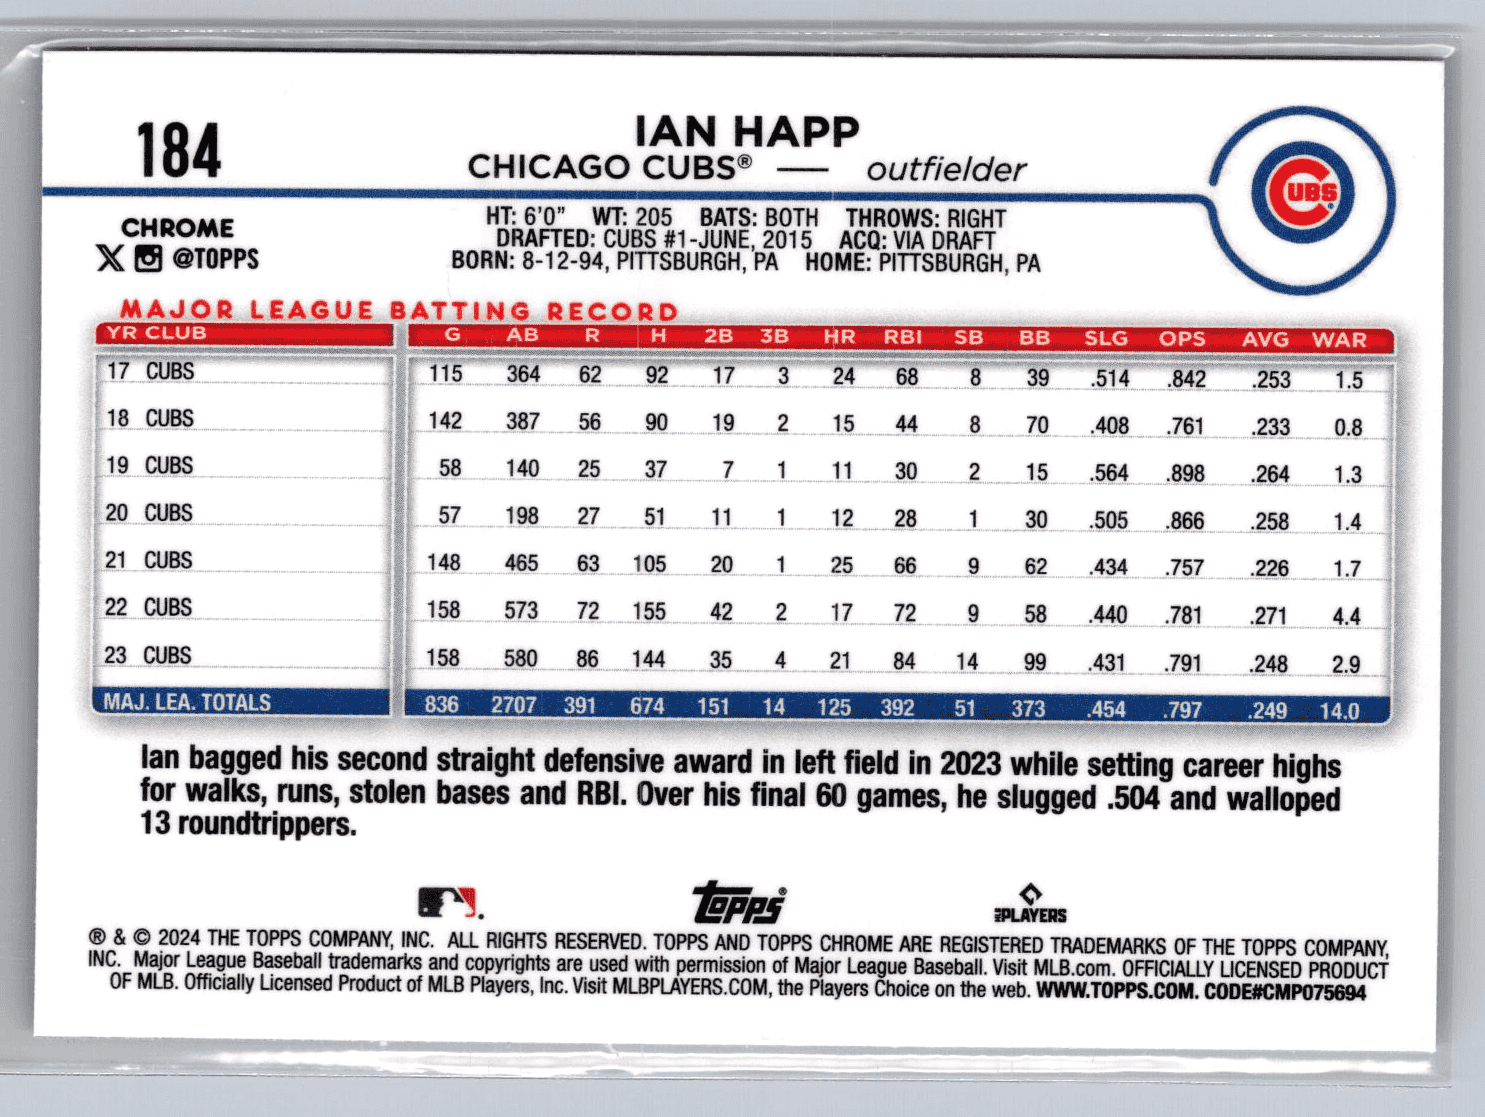 184
IAN HAPP
CHICAGO CUBS® — outfielder
CUBS®
CHROME
@TOPPS
HT: 6'0" WT: 205 BATS: BOTH THROWS: RIGHT
DRAFTED: CUBS #1-JUNE, 2015 ACQ: VIA DRAFT
BORN: 8-12-94, PITTSBURGH, PA HOME: PITTSBURGH, PA
MAJOR LEAGUE BATTING RECORD
YR CLUB G AB R H 2B 3B HR RBI SB BB SLG OPS AVG WAR
17 CUBS 115 364 62 92 17 3 24 68 8 39 .514 .842 .253 1.5
18 CUBS 142 387 56 90 19 2 15 44 8 70 .408 .761 .233 0.8
19 CUBS 58 140 25 37 7 1 11 30 2 15 .564 .898 .264 1.3
20 CUBS 57 198 27 51 11 1 12 28 1 30 .505 .866 .258 1.4
21 CUBS 148 465 63 105 20 1 25 66 9 62 .434 .757 .226 1.7
22 CUBS 158 573 72 155 42 2 17 72 9 58 .440 .781 .271 4.4
23 CUBS 158 580 86 144 35 4 21 84 14 99 .431 .791 .248 2.9
MAJ. LEA. TOTALS 836 2707 391 674 151 14 125 392 51 373 .454 .797 .249 14.0
Ian bagged his second straight defensive award in left field in 2023 while setting career highs
for walks, runs, stolen bases and RBI. Over his final 60 games, he slugged .504 and walloped
13 roundtrippers.
Topps®
MLB PLAYERS
® & © 2024 THE TOPPS COMPANY, INC. ALL RIGHTS RESERVED. TOPPS AND TOPPS CHROME ARE REGISTERED TRADEMARKS OF THE TOPPS COMPANY,
INC. Major League Baseball trademarks and copyrights are used with permission of Major League Baseball. Visit MLB.com. OFFICIALLY LICENSED PRODUCT
OF MLB. Officially Licensed Product of MLB Players, Inc. Visit MLBPLAYERS.COM, the Players Choice on the web. WWW.TOPPS.COM. CODE#CMP075694